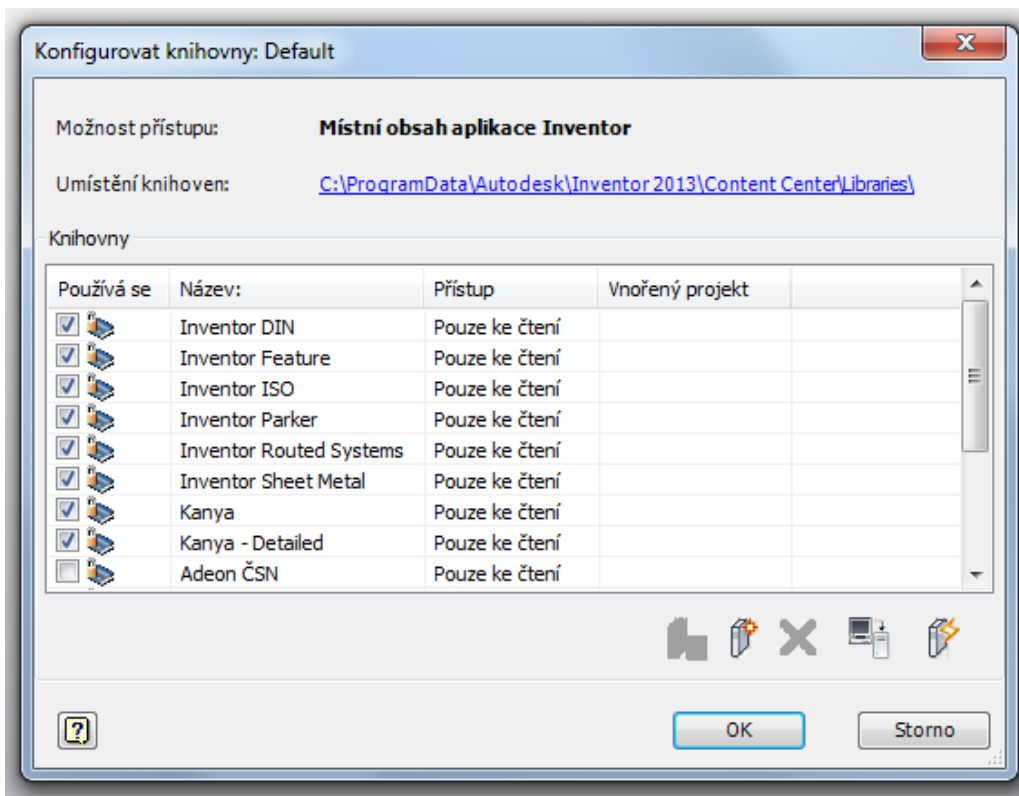 Konfigurovat knihovny: Default
Možnost přístupu: Místní obsah aplikace Inventor
Umístění knihoven: C:\ProgramData\Autodesk\Inventor 2013\Content Center\Libraries\
Knihovny
Používá se Název: Přístup Vnořený projekt
Inventor DIN Pouze ke čtení
Inventor Feature Pouze ke čtení
Inventor ISO Pouze ke čtení
Inventor Parker Pouze ke čtení
Inventor Routed Systems Pouze ke čtení
Inventor Sheet Metal Pouze ke čtení
Kanya Pouze ke čtení
Kanya - Detailed Pouze ke čtení
Adeon ČSN Pouze ke čtení
OK Storno